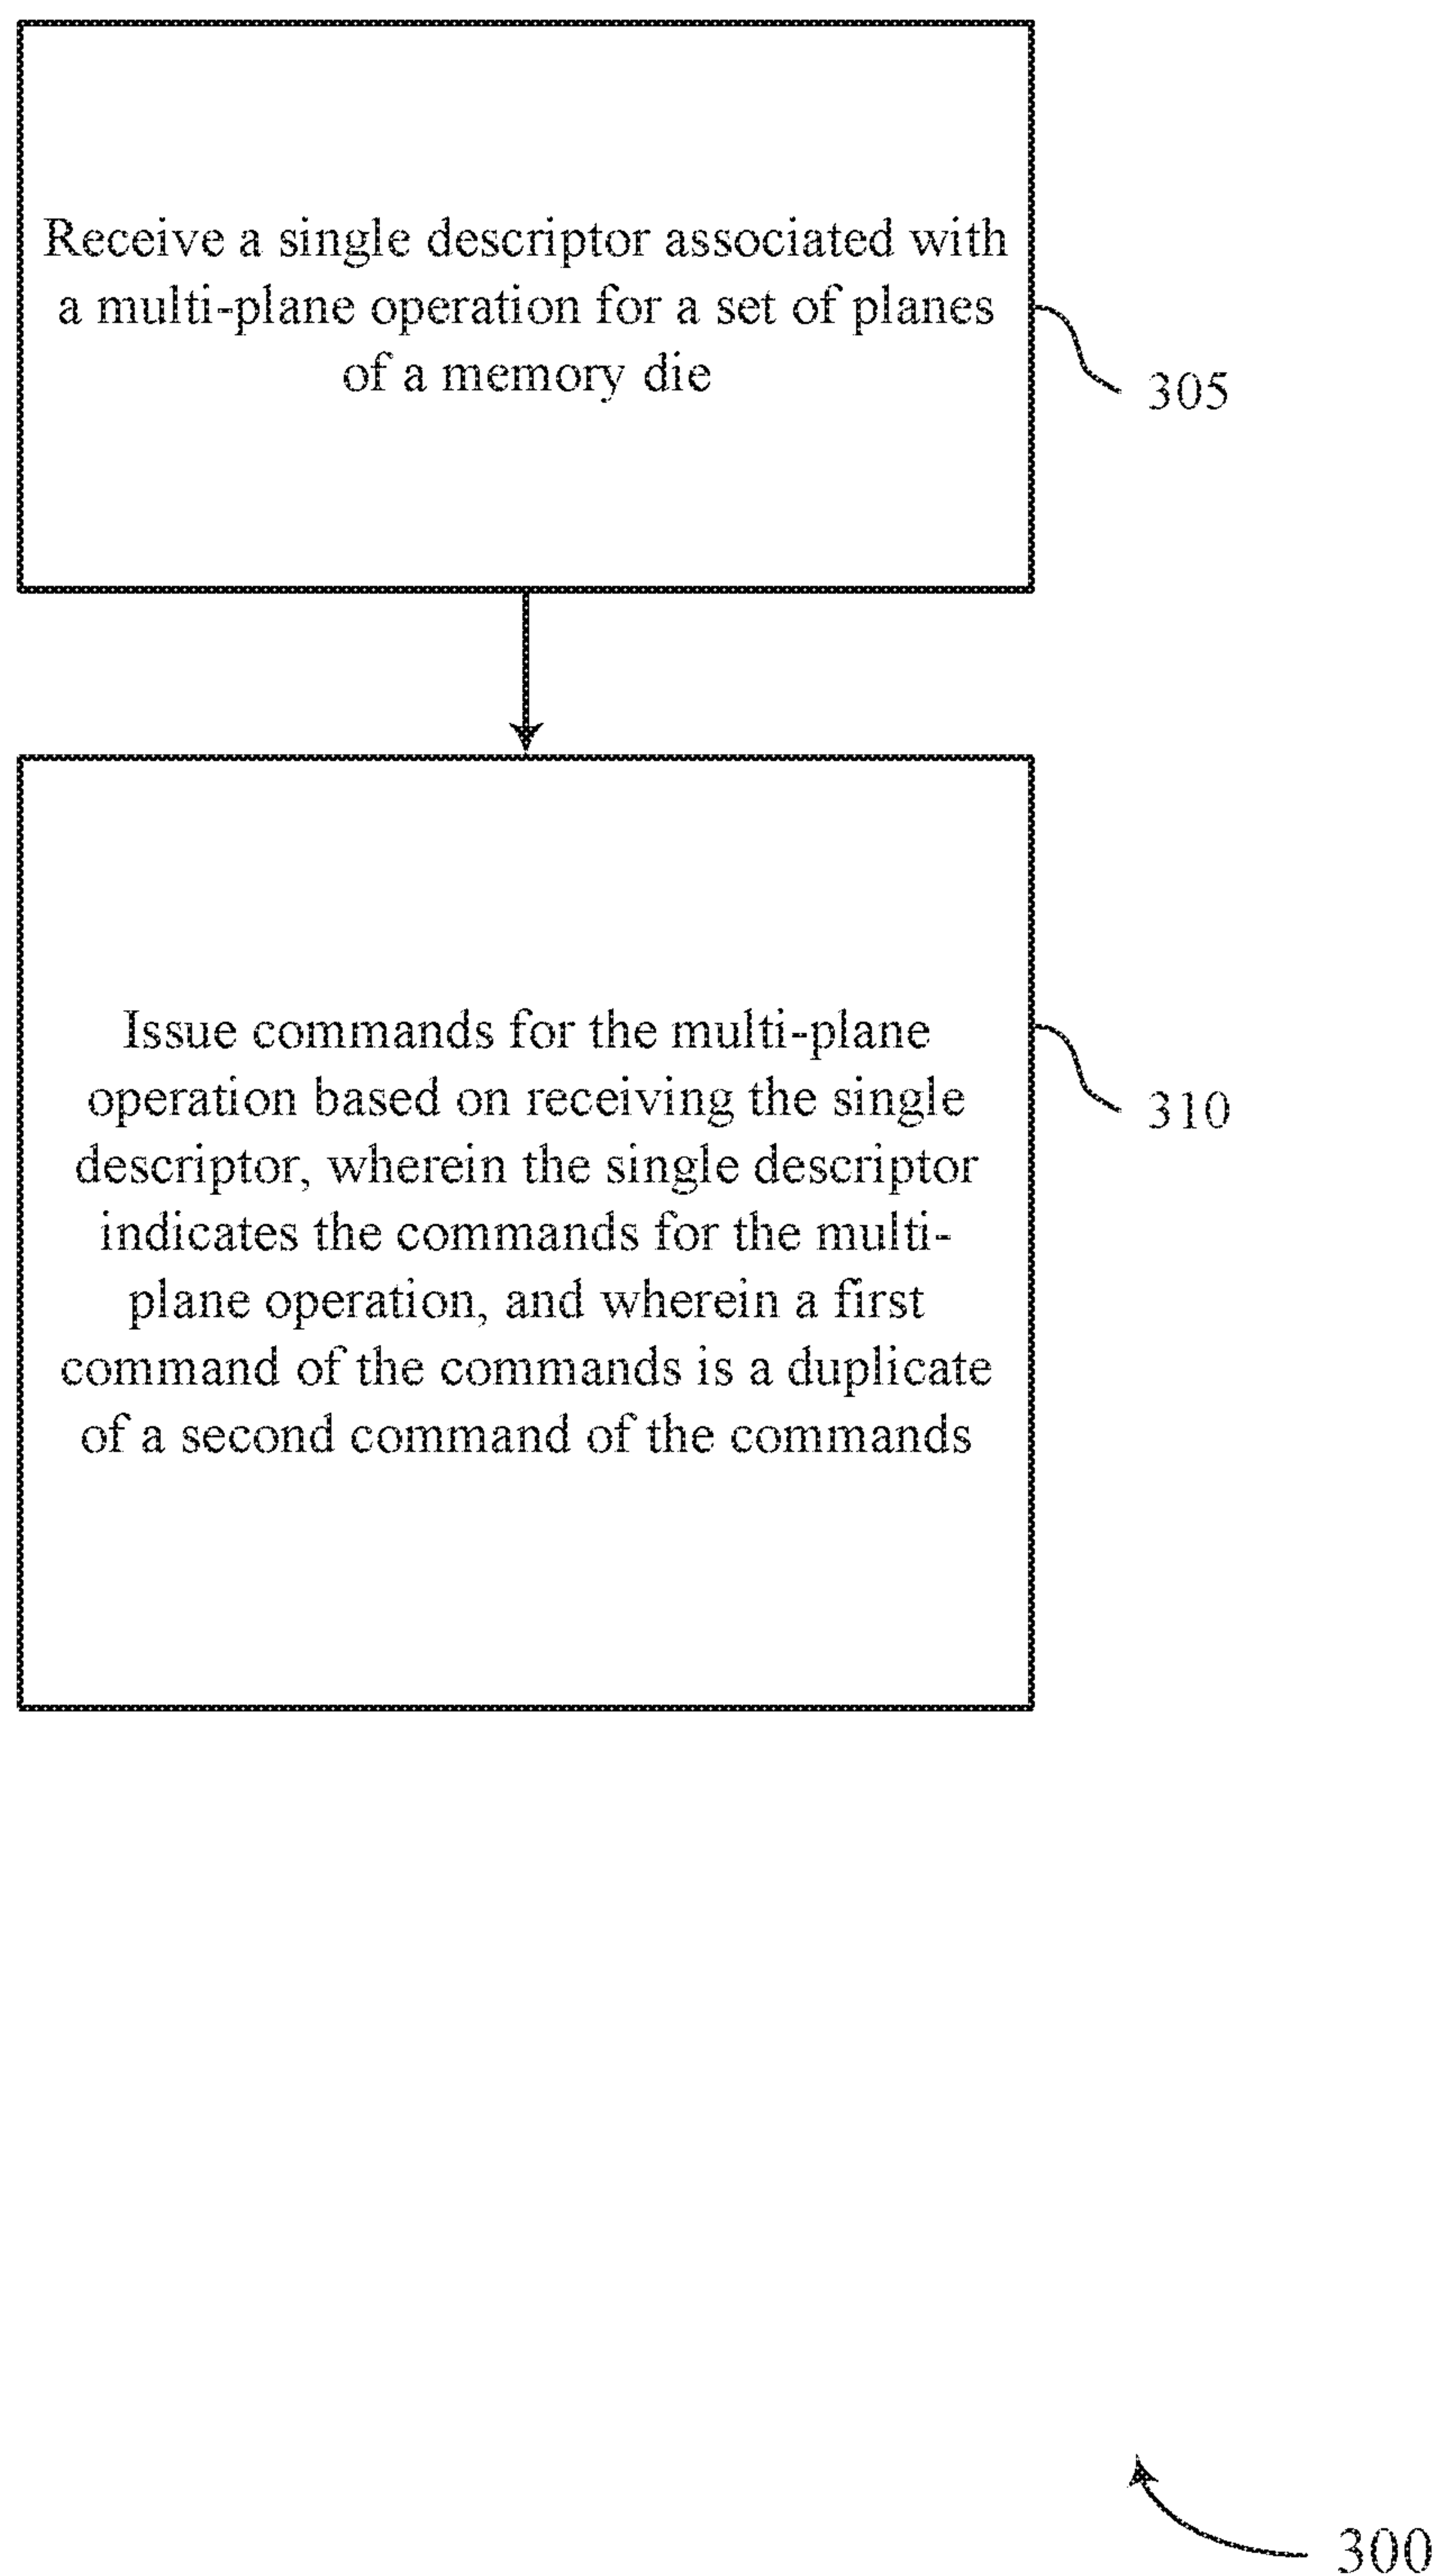 Receive a single descriptor associated with
a multi-plane operation for a set of planes
of a memory die
305
Issue commands for the multi-plane
operation based on receiving the single
descriptor, wherein the single descriptor
indicates the commands for the multi-
plane operation, and wherein a first
command of the commands is a duplicate
of a second command of the commands
310
300